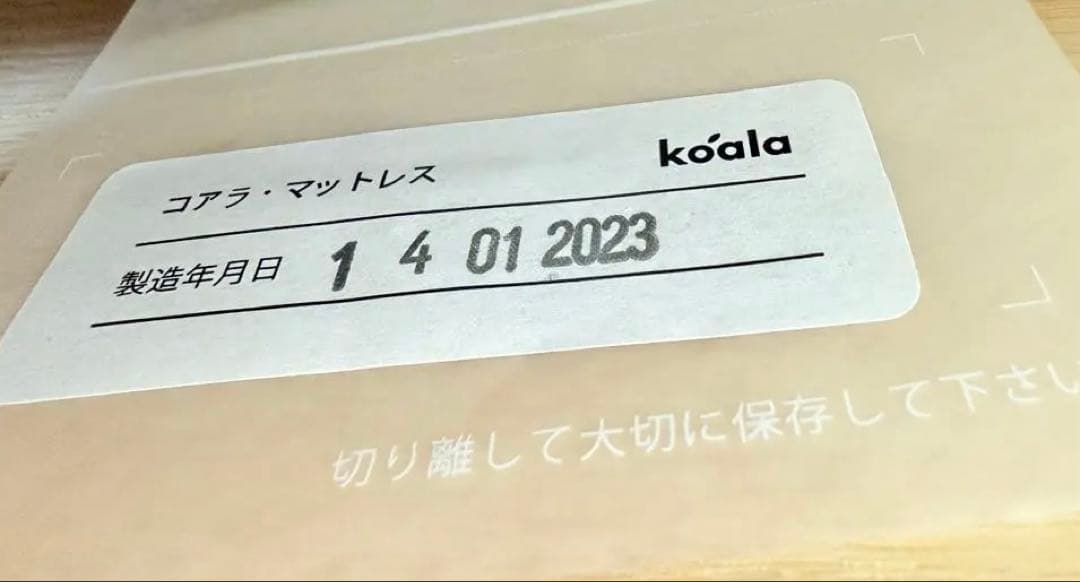 koala
コアラ・マットレス
製造年月日 1 4 01 2023
切り離して大切に保存して下さい